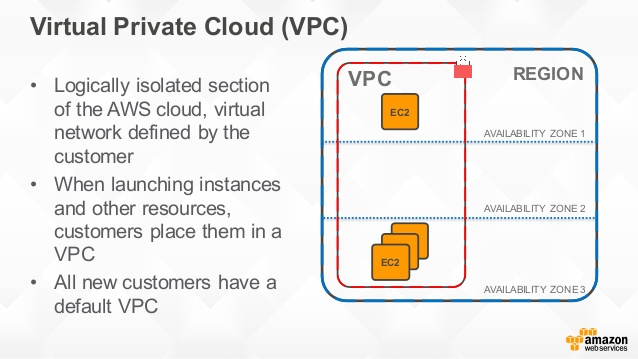 Virtual Private Cloud (VPC)
• Logically isolated section
of the AWS cloud, virtual
network defined by the
customer
• When launching instances
and other resources,
customers place them in a
VPC
• All new customers have a
default VPC
VPC
REGION
EC2
AVAILABILITY ZONE 1
AVAILABILITY ZONE 2
EC2
AVAILABILITY ZONE 3
amazon
webservices